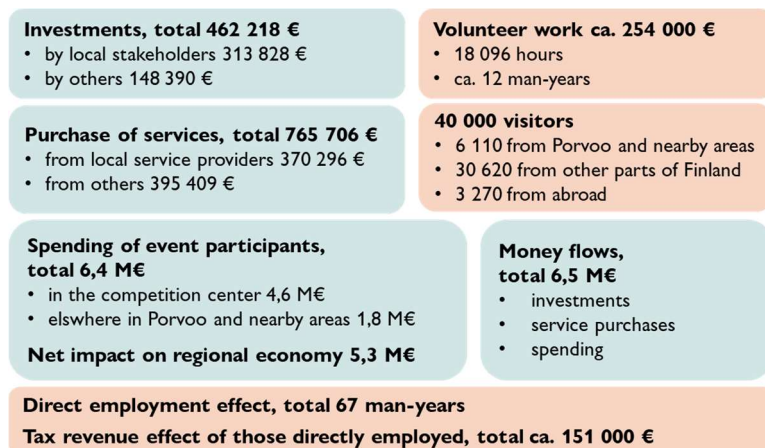 Investments, total 462 218 €
• by local stakeholders 313 828 €
• by others 148 390 €
Volunteer work ca. 254 000 €
• 18 096 hours
• ca. 12 man-years
Purchase of services, total 765 706 €
• from local service providers 370 296 €
• from others 395 409 €
40 000 visitors
• 6 110 from Porvoo and nearby areas
• 30 620 from other parts of Finland
• 3 270 from abroad
Spending of event participants,
total 6,4 M€
• in the competition center 4,6 M€
• elswhere in Porvoo and nearby areas 1,8 M€
Net impact on regional economy 5,3 M€
Money flows,
total 6,5 M€
• investments
• service purchases
• spending
Direct employment effect, total 67 man-years
Tax revenue effect of those directly employed, total ca. 151 000 €